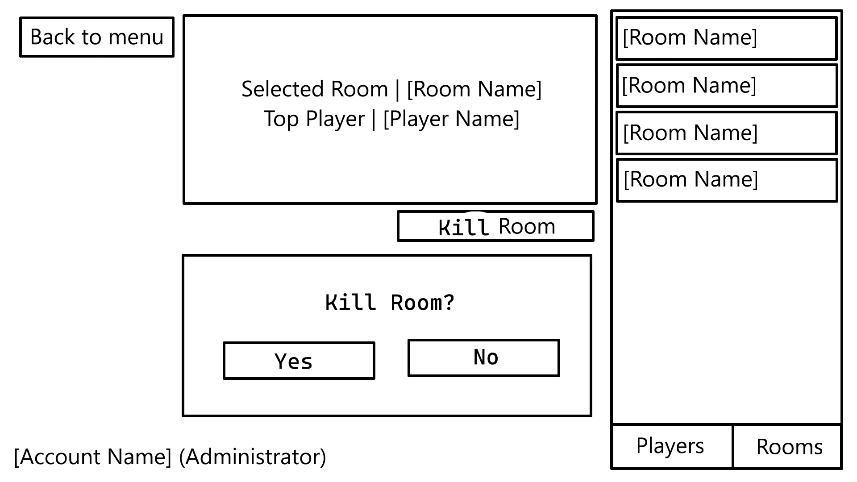 Back to menu
Selected Room | [Room Name]
Top Player | [Player Name]
Kill Room
Kill Room?
Yes
No
[Account Name] (Administrator)
[Room Name]
[Room Name]
[Room Name]
[Room Name]
Players
Rooms